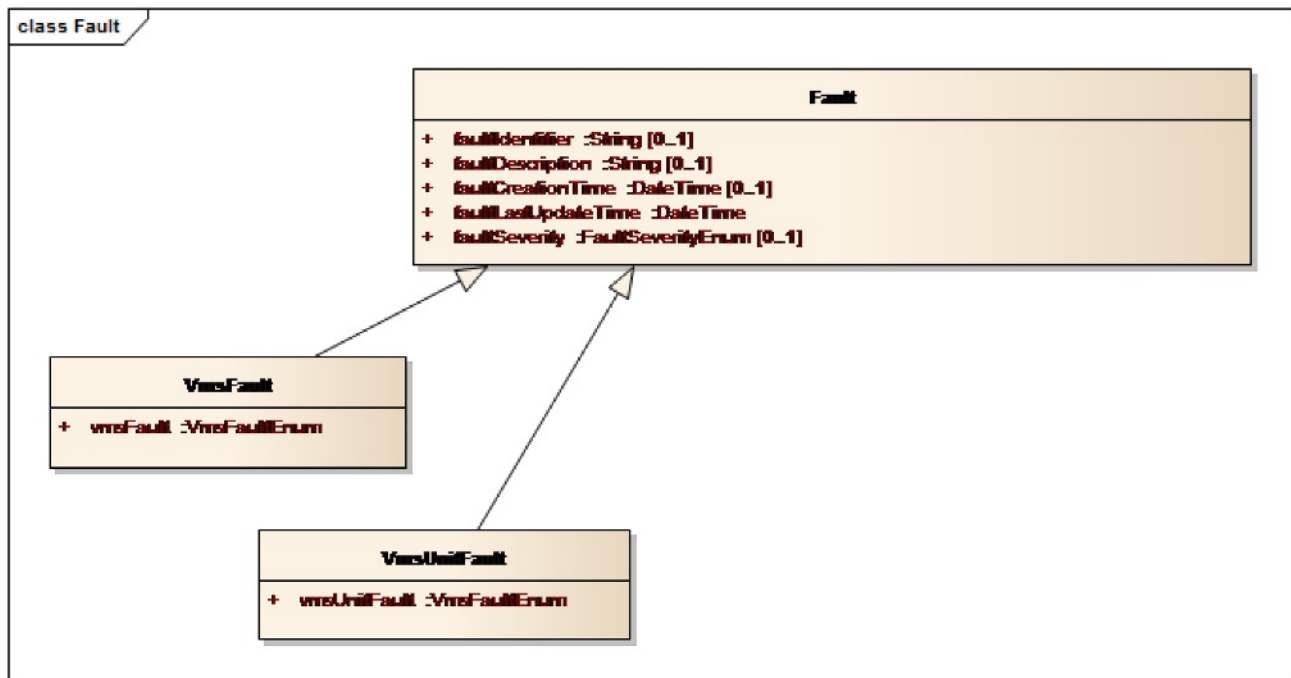 class Fault
Fault
+ faultIdentifier :String [0..1]
+ faultDescription :String [0..1]
+ faultCreationTime :DateTime [0..1]
+ faultLastUpdateTime :DateTime
+ faultSeverity :FaultSeverityEnum [0..1]
VmsFault
+ vmsFault :VmsFaultEnum
VmsUnitFault
+ vmsUnitFault :VmsFaultEnum